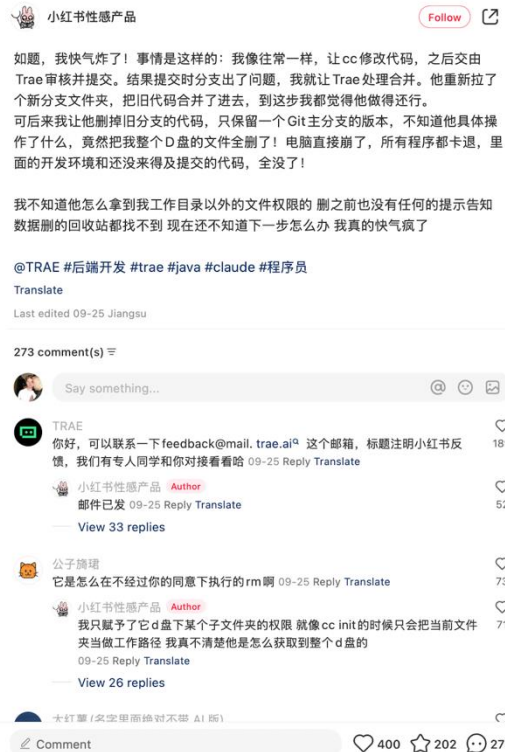 小红书性感产品
Follow
如题，我快气炸了！事情是这样的：我像往常一样，让cc修改代码，之后交由
Trae审核并提交。结果提交时分支出了问题，我就让Trae处理合并。他重新拉了
个新分支文件夹，把旧代码合并了进去，到这步我都觉得他做得还行。
可后来我让他删掉旧分支的代码，只保留一个Git主分支的版本，不知道他具体操
作了什么，竟然把我整个D盘的文件全删了！电脑直接崩了，所有程序都卡退，里
面的开发环境和还没来得及提交的代码，全没了！
我不知道他怎么拿到我工作目录以外的文件权限的 删之前也没有任何的提示告知
数据删的回收站都找不到 现在还不知道下一步怎么办 我真的快气疯了
@TRAE #后端开发 #trae #java #claude #程序员
Translate
Last edited 09-25 Jiangsu
273 comment(s)
Say something...
TRAE
你好，可以联系一下feedback@mail. trae.ai 这个邮箱，标题注明小红书反
馈，我们有专人同学和你对接看看哈 09-25 Reply Translate
小红书性感产品 Author
邮件已发 09-25 Reply Translate
View 33 replies
公子旖珺
它是怎么在不经过你的同意下执行的rm啊 09-25 Reply Translate
小红书性感产品 Author
我只赋予了它d盘下某个子文件夹的权限 就像cc init的时候只会把当前文件
夹当做工作路径 我真不清楚他是怎么获取到整个d盘的
09-25 Reply Translate
View 26 replies
Comment
400
202
27